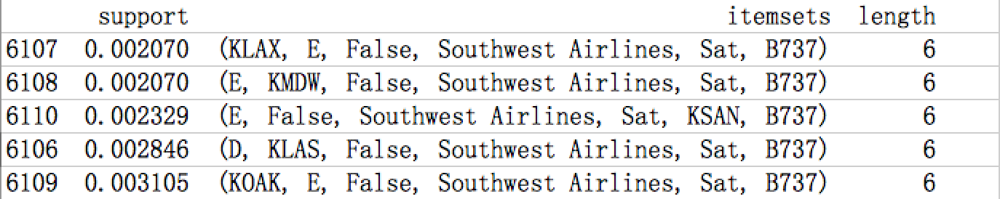 support itemsets length
6107 0.002070 (KLAX, E, False, Southwest Airlines, Sat, B737) 6
6108 0.002070 (E, KMDW, False, Southwest Airlines, Sat, B737) 6
6110 0.002329 (E, False, Southwest Airlines, Sat, KSAN, B737) 6
6106 0.002846 (D, KLAS, False, Southwest Airlines, Sat, B737) 6
6109 0.003105 (KOAK, E, False, Southwest Airlines, Sat, B737) 6